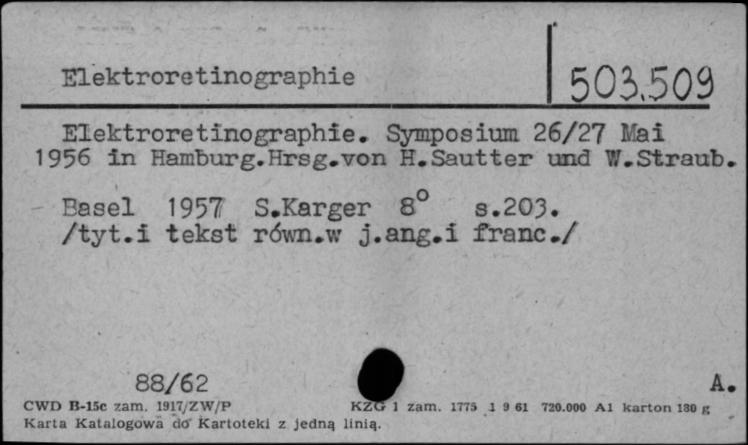 Elektroretinographie
503.509
Elektroretinographie. Symposium 26/27 Mai
1956 in Hamburg.Hrsg.von H.Sautter und W.Straub.
Basel 1957 S.Karger 8° s.203.
/tyt.i tekst równ.w j.ang.i franc./
88/62
A.
CWD B-15c zam. 1917/ZW/P KZG 1 zam. 1775 1 9 61 720.000 A1 karton 180 g
Karta Katalogowa do Kartoteki z jedną linią.